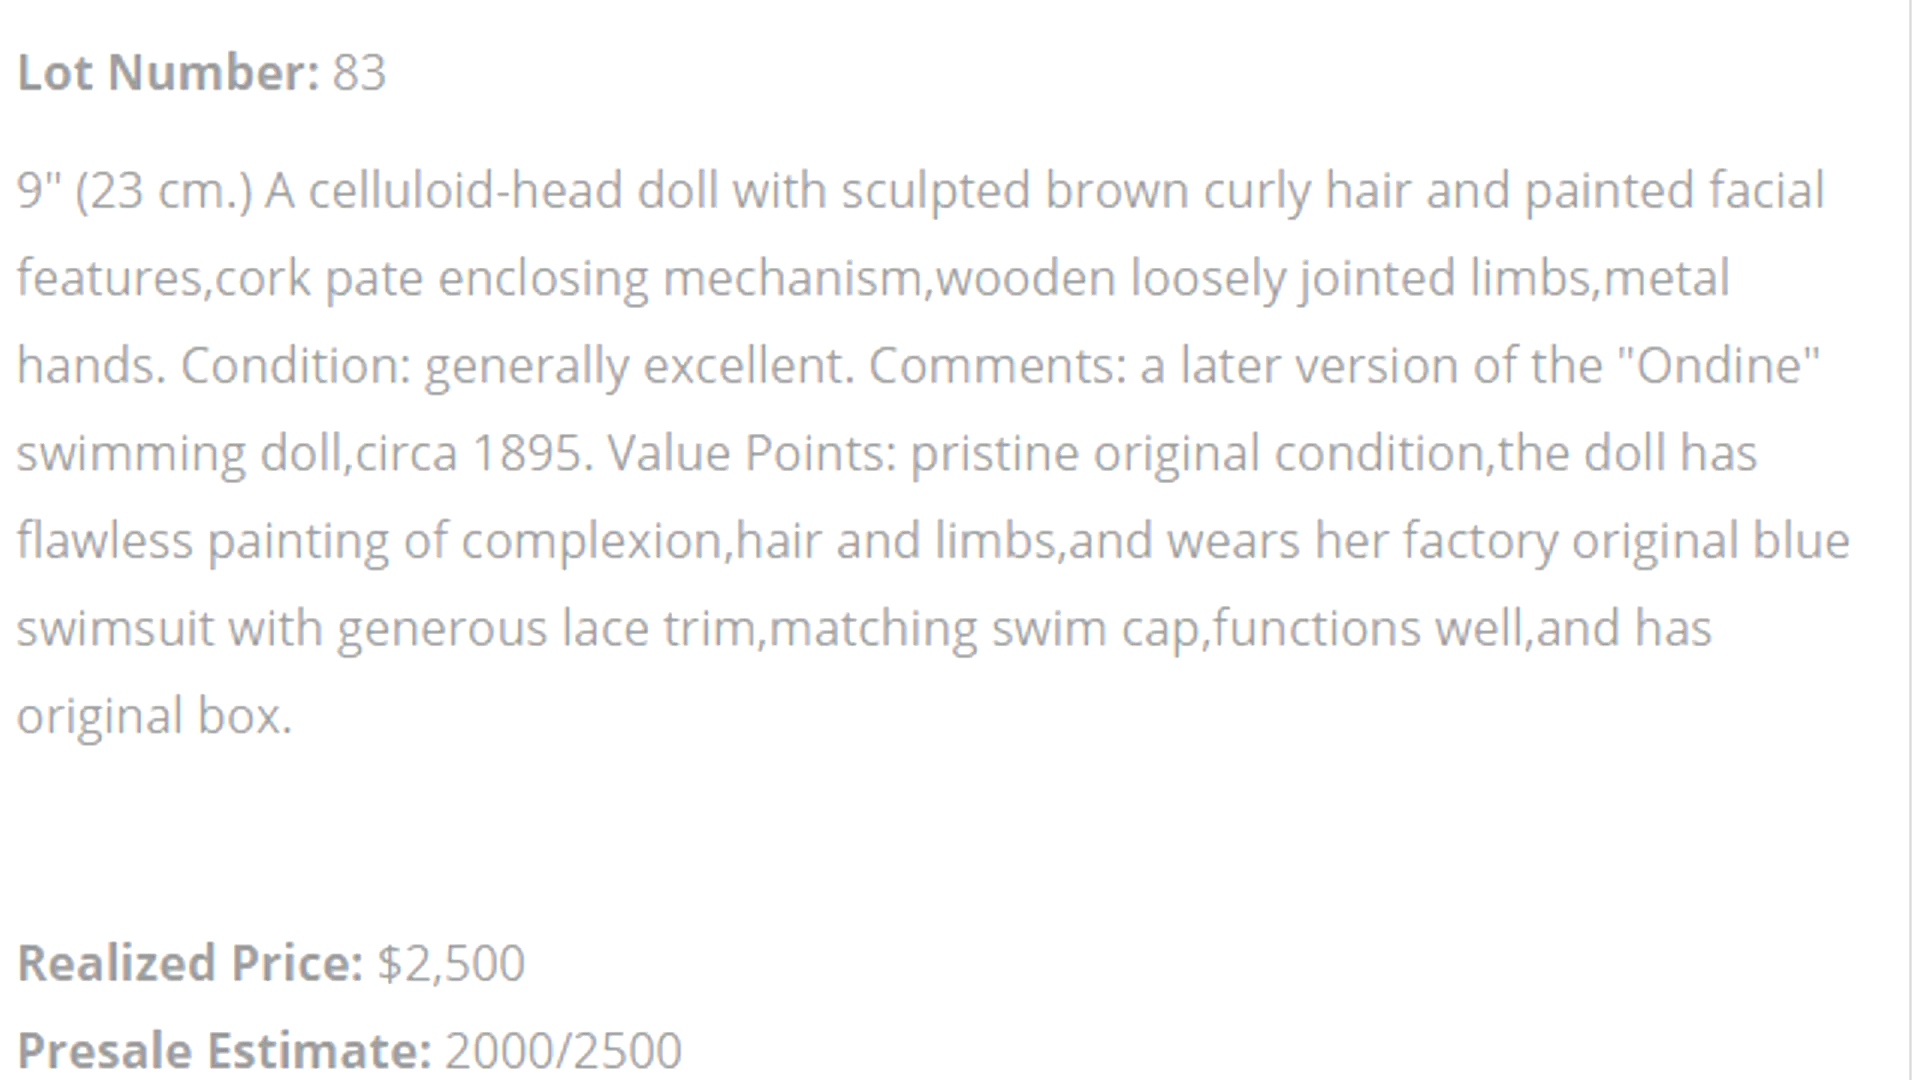 Lot Number: 83
9" (23 cm.) A celluloid-head doll with sculpted brown curly hair and painted facial
features,cork pate enclosing mechanism,wooden loosely jointed limbs,metal
hands. Condition: generally excellent. Comments: a later version of the "Ondine"
swimming doll,circa 1895. Value Points: pristine original condition,the doll has
flawless painting of complexion,hair and limbs,and wears her factory original blue
swimsuit with generous lace trim,matching swim cap,functions well,and has
original box.
Realized Price: $2,500
Presale Estimate: 2000/2500